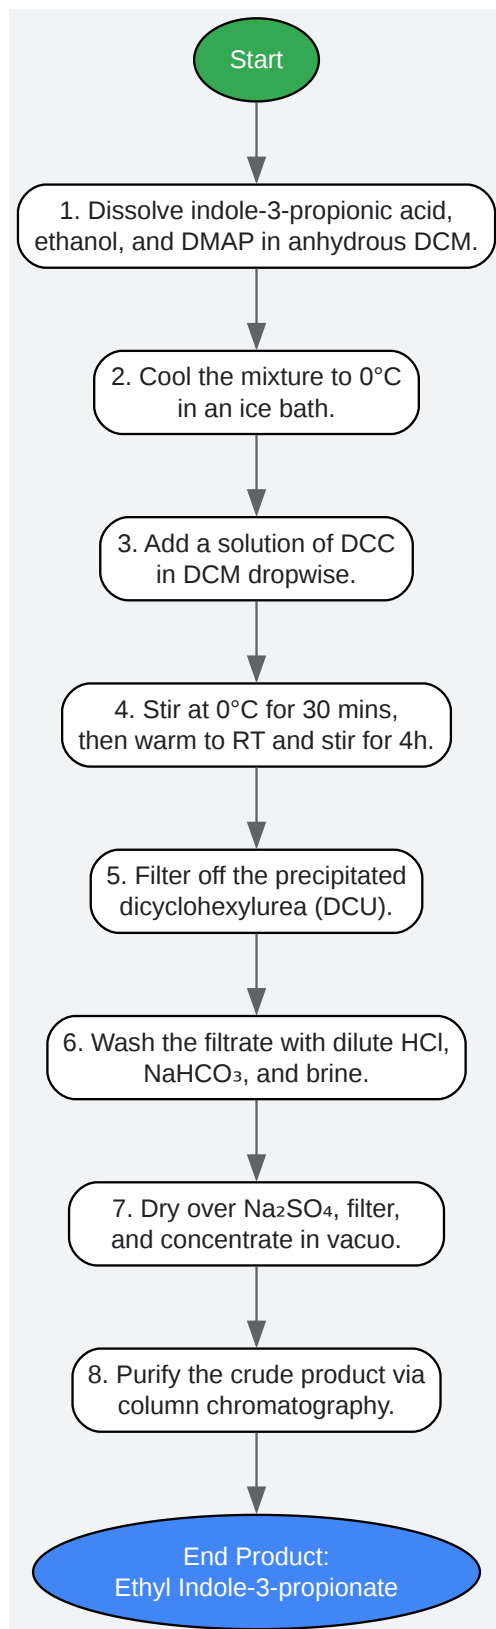 Start
1. Dissolve indole-3-propionic acid,
ethanol, and DMAP in anhydrous DCM.
2. Cool the mixture to 0°C
in an ice bath.
3. Add a solution of DCC
in DCM dropwise.
4. Stir at 0°C for 30 mins,
then warm to RT and stir for 4h.
5. Filter off the precipitated
dicyclohexylurea (DCU).
6. Wash the filtrate with dilute HCl,
NaHCO₃, and brine.
7. Dry over Na₂SO₄, filter,
and concentrate in vacuo.
8. Purify the crude product via
column chromatography.
End Product:
Ethyl Indole-3-propionate